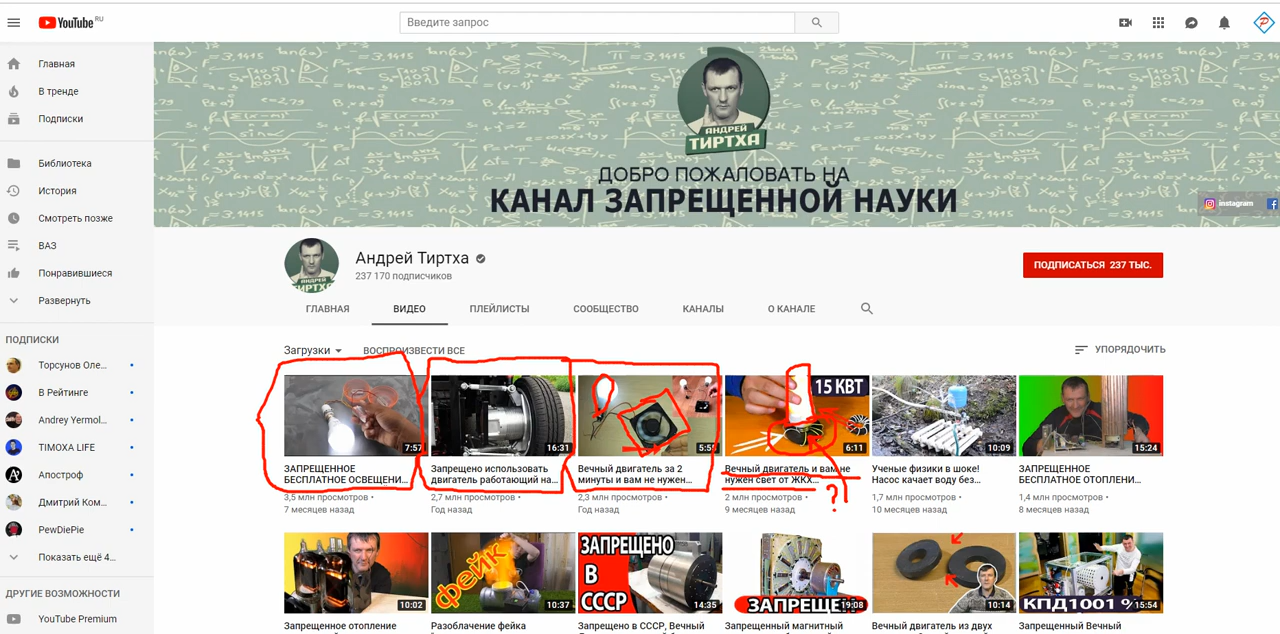 YouTube RU
Введите запрос
Главная
В тренде
Подписки
Библиотека
История
Смотреть позже
ВАЗ
Понравившиеся
Развернуть
ПОДПИСКИ
Торсунов Оле...
В Рейтинге
Andrey Yermol...
TIMOXA LIFE
Апостроф
Дмитрий Ком...
PewDiePie
Показать ещё 4...
ДРУГИЕ ВОЗМОЖНОСТИ
YouTube Premium
АНДРЕЙ
ТИРТХА
ДОБРО ПОЖАЛОВАТЬ НА
КАНАЛ ЗАПРЕЩЕННОЙ НАУКИ
instagram
Андрей Тиртха
237 170 подписчиков
ПОДПИСАТЬСЯ 237 ТЫС.
ГЛАВНАЯ ВИДЕО ПЛЕЙЛИСТЫ СООБЩЕСТВО КАНАЛЫ О КАНАЛЕ
Загрузки ВОСПРОИЗВЕСТИ ВСЕ УПОРЯДОЧИТЬ
7:57
ЗАПРЕЩЕННОЕ
БЕСПЛАТНОЕ ОСВЕЩЕНИ...
3,5 млн просмотров •
7 месяцев назад
16:31
Запрещено использовать
двигатель работающий на...
2,7 млн просмотров •
Год назад
Вечный двигатель за 2
минуты и вам не нужен...
2,3 млн просмотров •
Год назад
15 КВТ
6:11
Вечный двигатель и вам не
нужен свет от ЖКХ...
2 млн просмотров •
9 месяцев назад
?
10:09
Ученые физики в шоке!
Насос качает воду без...
1,7 млн просмотров •
10 месяцев назад
15:24
ЗАПРЕЩЕННОЕ
БЕСПЛАТНОЕ ОТОПЛЕНИ...
1,4 млн просмотров •
8 месяцев назад
10:02
Запрещенное отопление
фейк
10:37
Разоблачение фейка
ЗАПРЕЩЕНО
В
СССР
14:35
Запрещено в СССР, Вечный
ЗАПРЕЩЕН
19:08
Запрещенный магнитный
10:14
Вечный двигатель из двух
КПД1001 %
15:54
Запрещенный Вечный